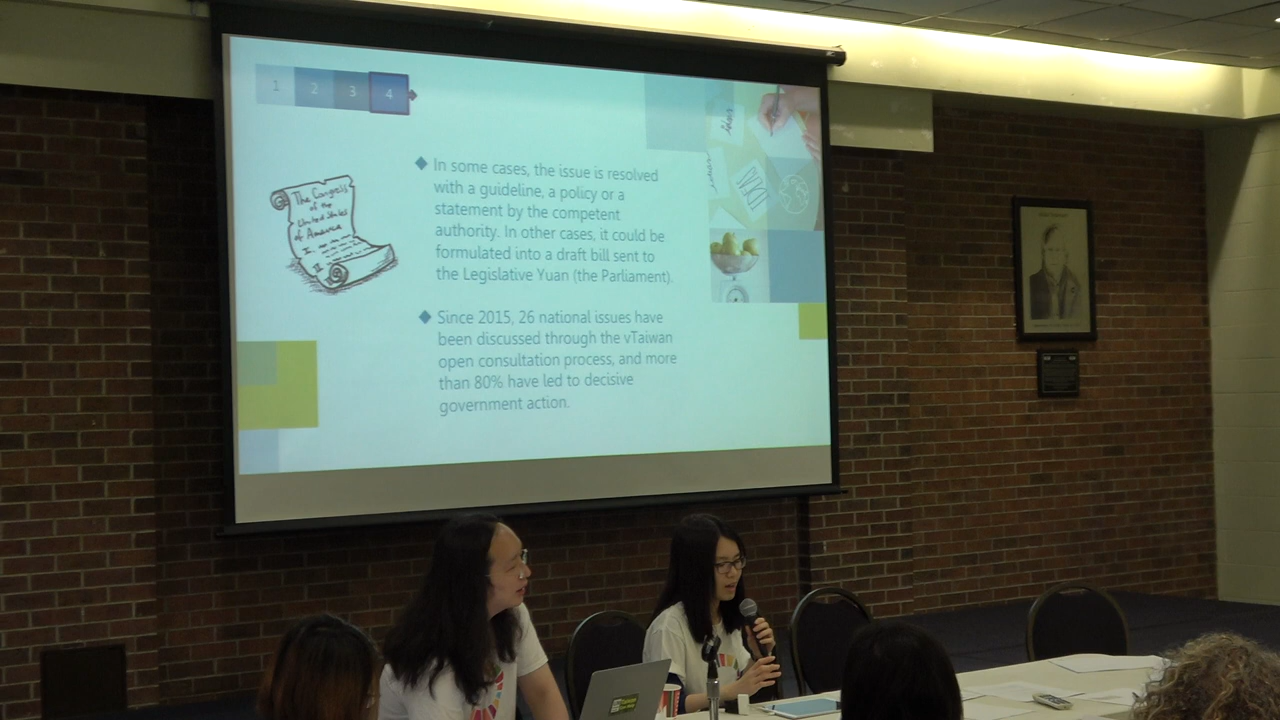 1 2 3 4
The Congress
of the
United States
of America
◆ In some cases, the issue is resolved
with a guideline, a policy or a
statement by the competent
authority. In other cases, it could be
formulated into a draft bill sent to
the Legislative Yuan (the Parliament).
◆ Since 2015, 26 national issues have
been discussed through the vTaiwan
open consultation process, and more
than 80% have led to decisive
government action.
ideas
IDEA